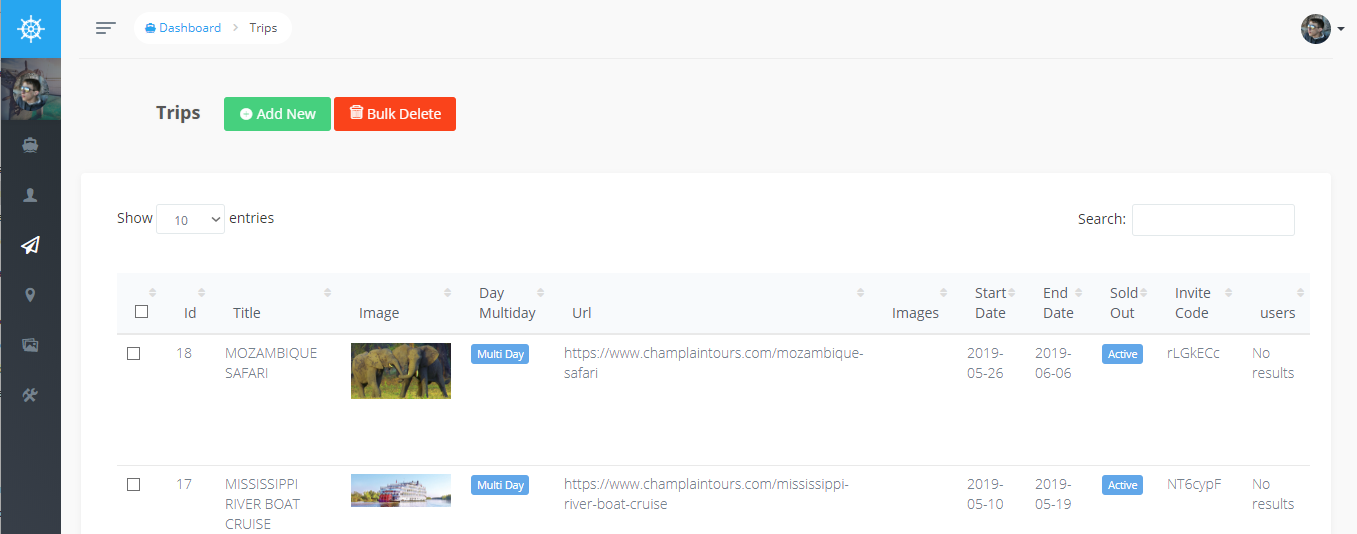 Dashboard > Trips
Trips Add New Bulk Delete
Show 10 entries Search:
Day Start End Sold Invite
Id Title Image Multiday Url Images Date Date Out Code users
18 MOZAMBIQUE Multi Day https://www.champlaintours.com/mozambique- 2019- 2019- Active rLGkECc No
SAFARI safari 05-26 06-06 results
17 MISSISSIPPI Multi Day https://www.champlaintours.com/mississippi- 2019- 2019- Active NT6cypF No
RIVER BOAT river-boat-cruise 05-10 05-19 results
CRUISE